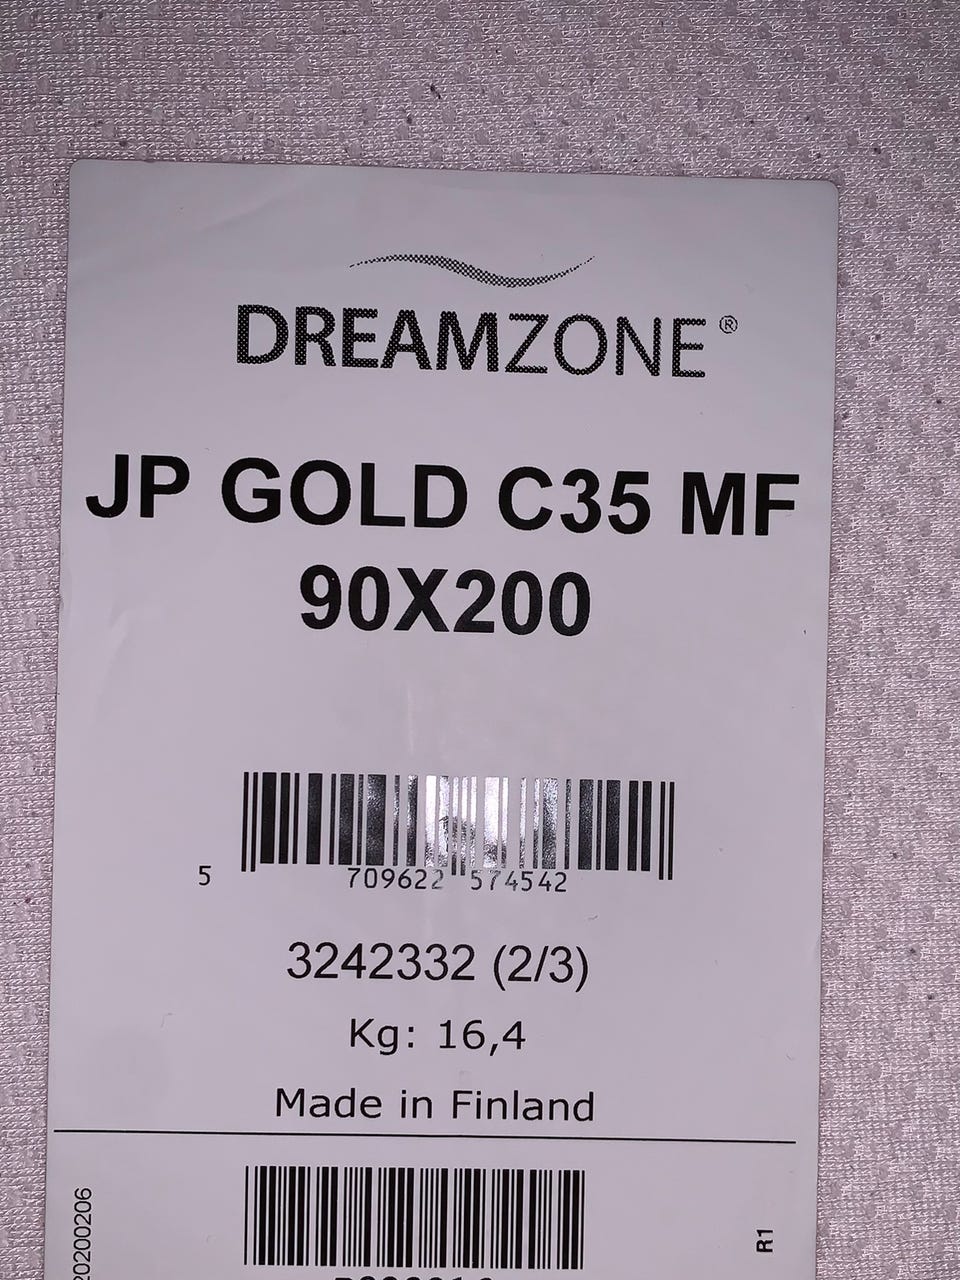 DREAMZONE®
JP GOLD C35 MF
90X200
5 709622 574542
3242332 (2/3)
Kg: 16,4
Made in Finland
20200206
R1